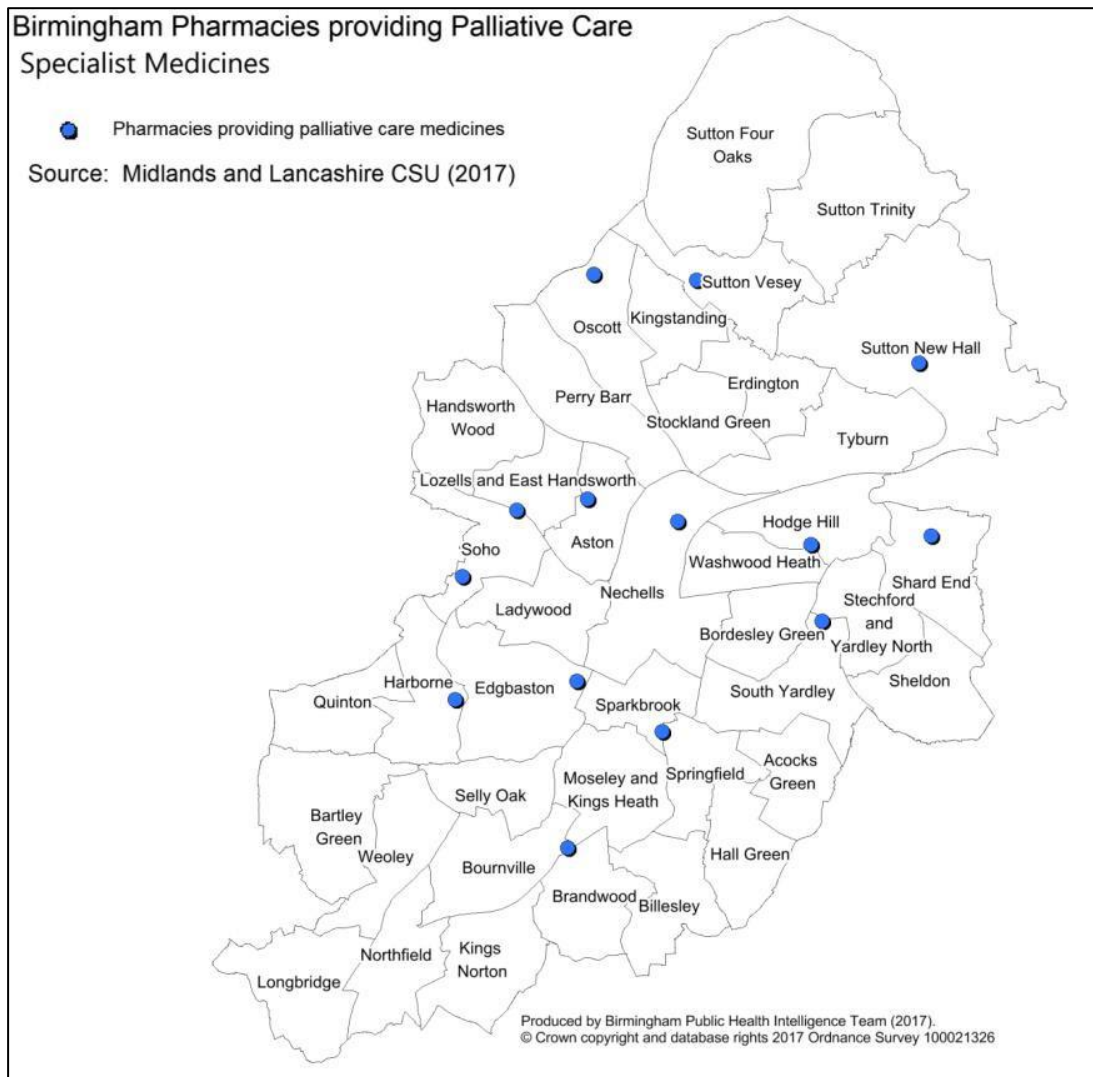 Birmingham Pharmacies providing Palliative Care
Specialist Medicines
Pharmacies providing palliative care medicines
Source: Midlands and Lancashire CSU (2017)
Sutton Four
Oaks
Sutton Trinity
Sutton Vesey
Oscott
Kingstanding
Sutton New Hall
Erdington
Perry Barr
Handsworth
Wood
Stockland Green
Tyburn
Lozells and East Handsworth
Hodge Hill
Aston
Soho
Washwood Heath
Shard End
Nechells
Ladywood
Stechford
and
Yardley North
Bordesley Green
Sheldon
Harborne
Edgbaston
South Yardley
Quinton
Sparkbrook
Acocks
Green
Springfield
Moseley and
Kings Heath
Selly Oak
Bartley
Green
Weoley
Hall Green
Bournville
Brandwood
Billesley
Northfield
Kings
Norton
Longbridge
Produced by Birmingham Public Health Intelligence Team (2017).
© Crown copyright and database rights 2017 Ordnance Survey 100021326